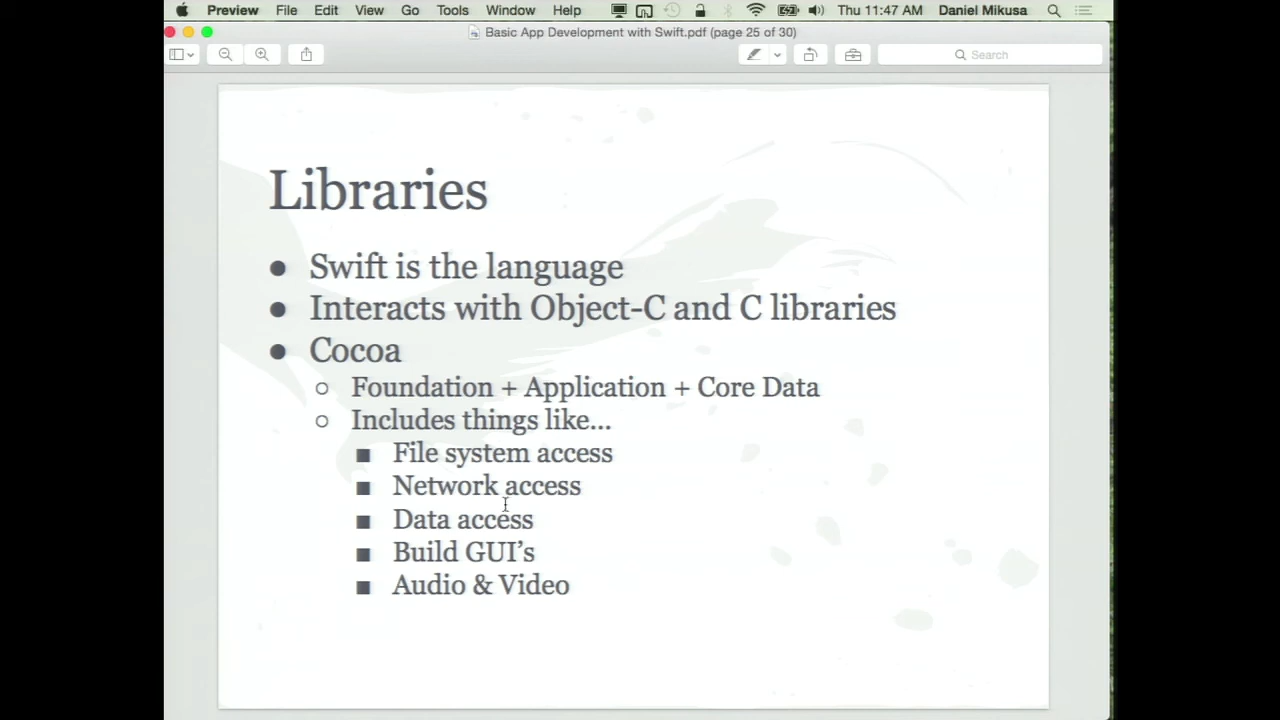 Preview File Edit View Go Tools Window Help Thu 11:47 AM Daniel Mikusa
Basic App Development with Swift.pdf (page 25 of 30)
Search
Libraries
● Swift is the language
● Interacts with Object-C and C libraries
● Cocoa
○ Foundation + Application + Core Data
○ Includes things like...
■ File system access
■ Network access
■ Data access
■ Build GUI's
■ Audio & Video